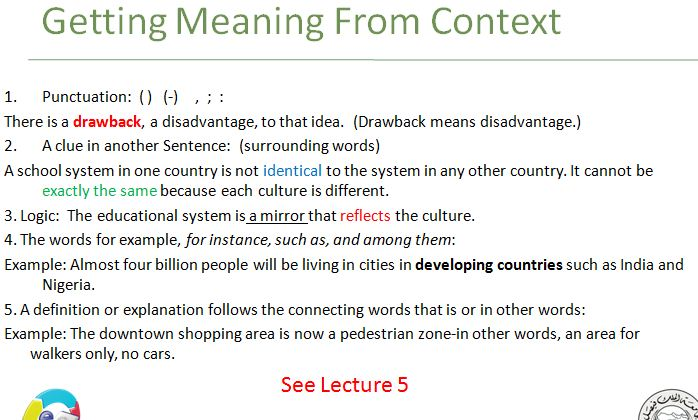 Getting Meaning From Context
1. Punctuation: ( ) (-) , ; :
There is a drawback, a disadvantage, to that idea. (Drawback means disadvantage.)
2. A clue in another Sentence: (surrounding words)
A school system in one country is not identical to the system in any other country. It cannot be
exactly the same because each culture is different.
3. Logic: The educational system is a mirror that reflects the culture.
4. The words for example, for instance, such as, and among them:
Example: Almost four billion people will be living in cities in developing countries such as India and
Nigeria.
5. A definition or explanation follows the connecting words that is or in other words:
Example: The downtown shopping area is now a pedestrian zone-in other words, an area for
walkers only, no cars.
See Lecture 5